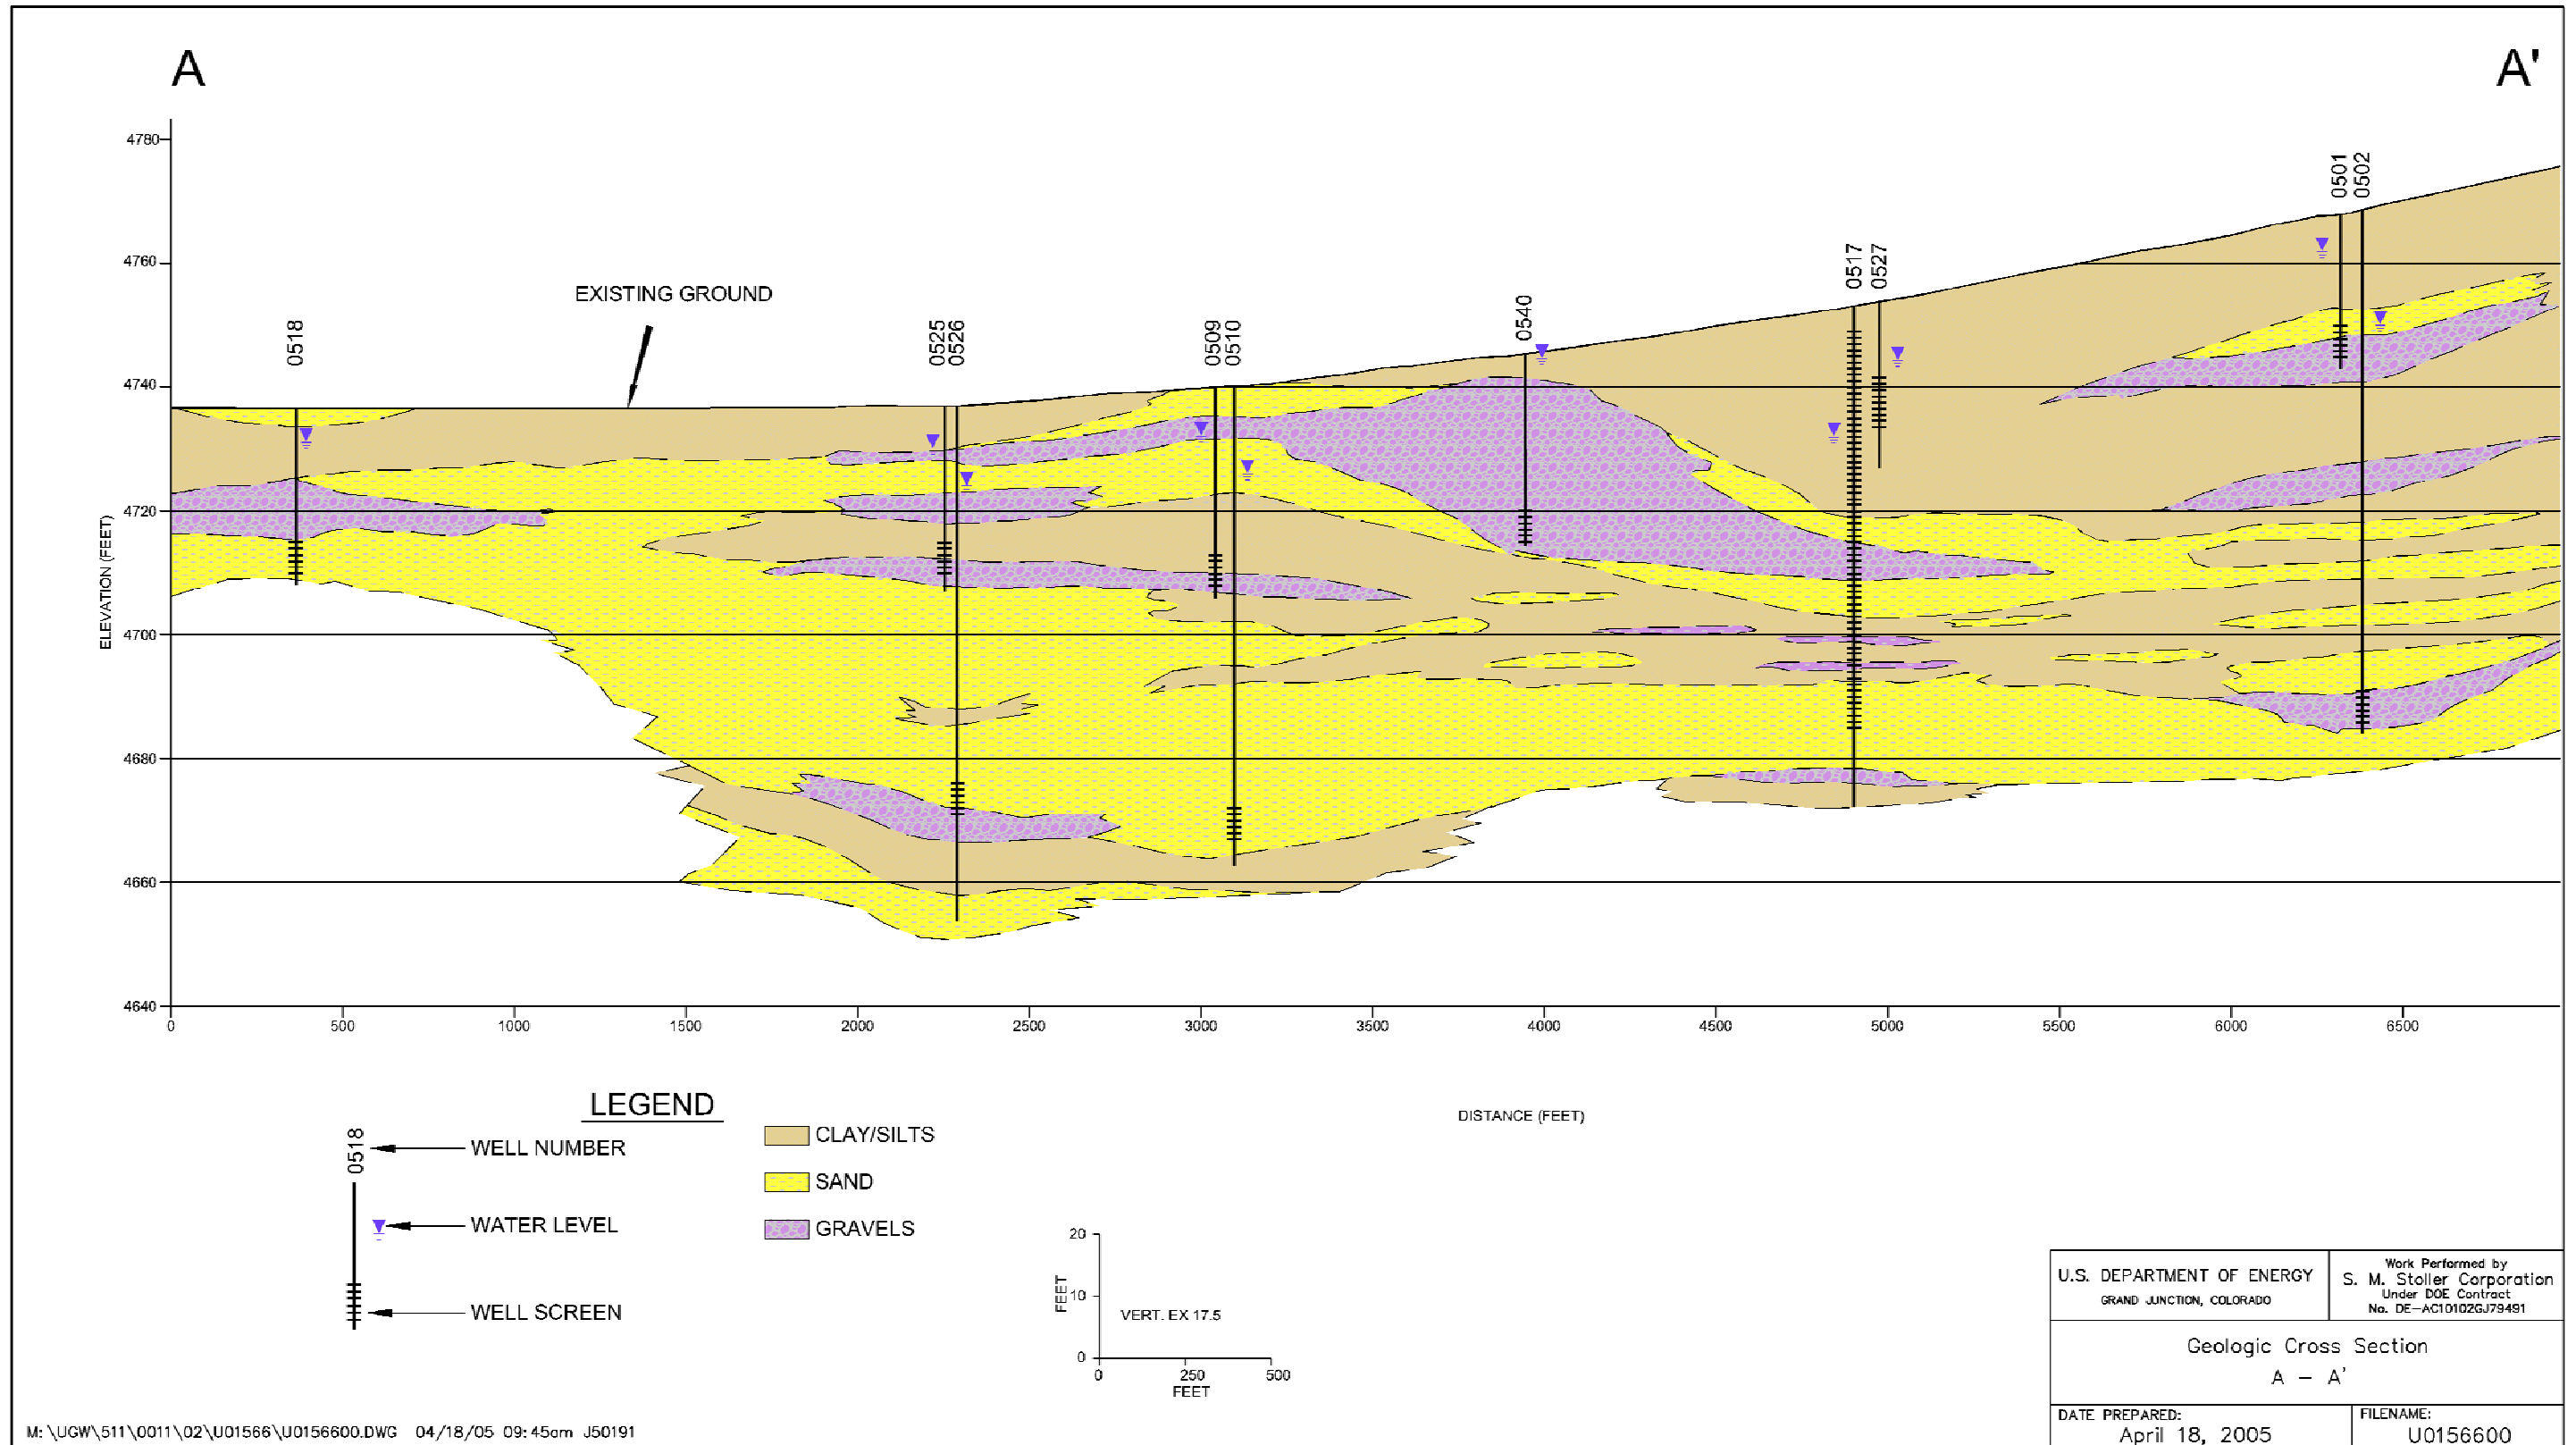 A
A'
4780
4760
4740
4720
4700
4680
4660
4640
ELEVATION (FEET)
EXISTING GROUND
0518
0525
0526
0509
0510
0540
0517
0527
0501
0502
0
500
1000
1500
2000
2500
3000
3500
4000
4500
5000
5500
6000
6500
DISTANCE (FEET)
LEGEND
0518
WELL NUMBER
WATER LEVEL
WELL SCREEN
CLAY/SILTS
SAND
GRAVELS
20
10
0
FEET
VERT. EX 17.5
0
250
500
FEET
U.S. DEPARTMENT OF ENERGY
GRAND JUNCTION, COLORADO
Work Performed by
S. M. Stoller Corporation
Under DOE Contract
No. DE-AC10102GJ79491
Geologic Cross Section
A - A'
DATE PREPARED:
April 18, 2005
FILENAME:
U0156600
M:\UGW\511\0011\02\U01566\U0156600.DWG 04/18/05 09:45am J50191